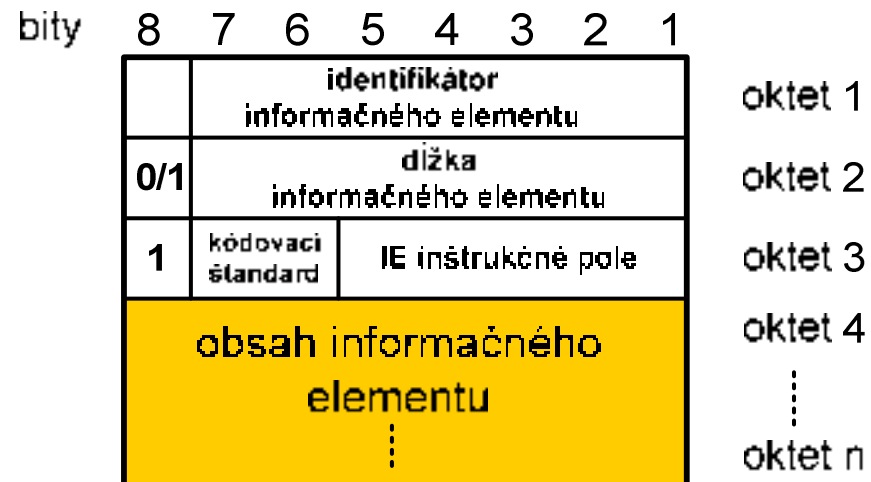 bity 8 7 6 5 4 3 2 1
identifikátor
informačného elementu
oktet 1
0/1
dĺžka
informačného elementu
oktet 2
1
kódovací
štandard
IE inštrukčné pole
oktet 3
obsah informačného
elementu
oktet 4
oktet n